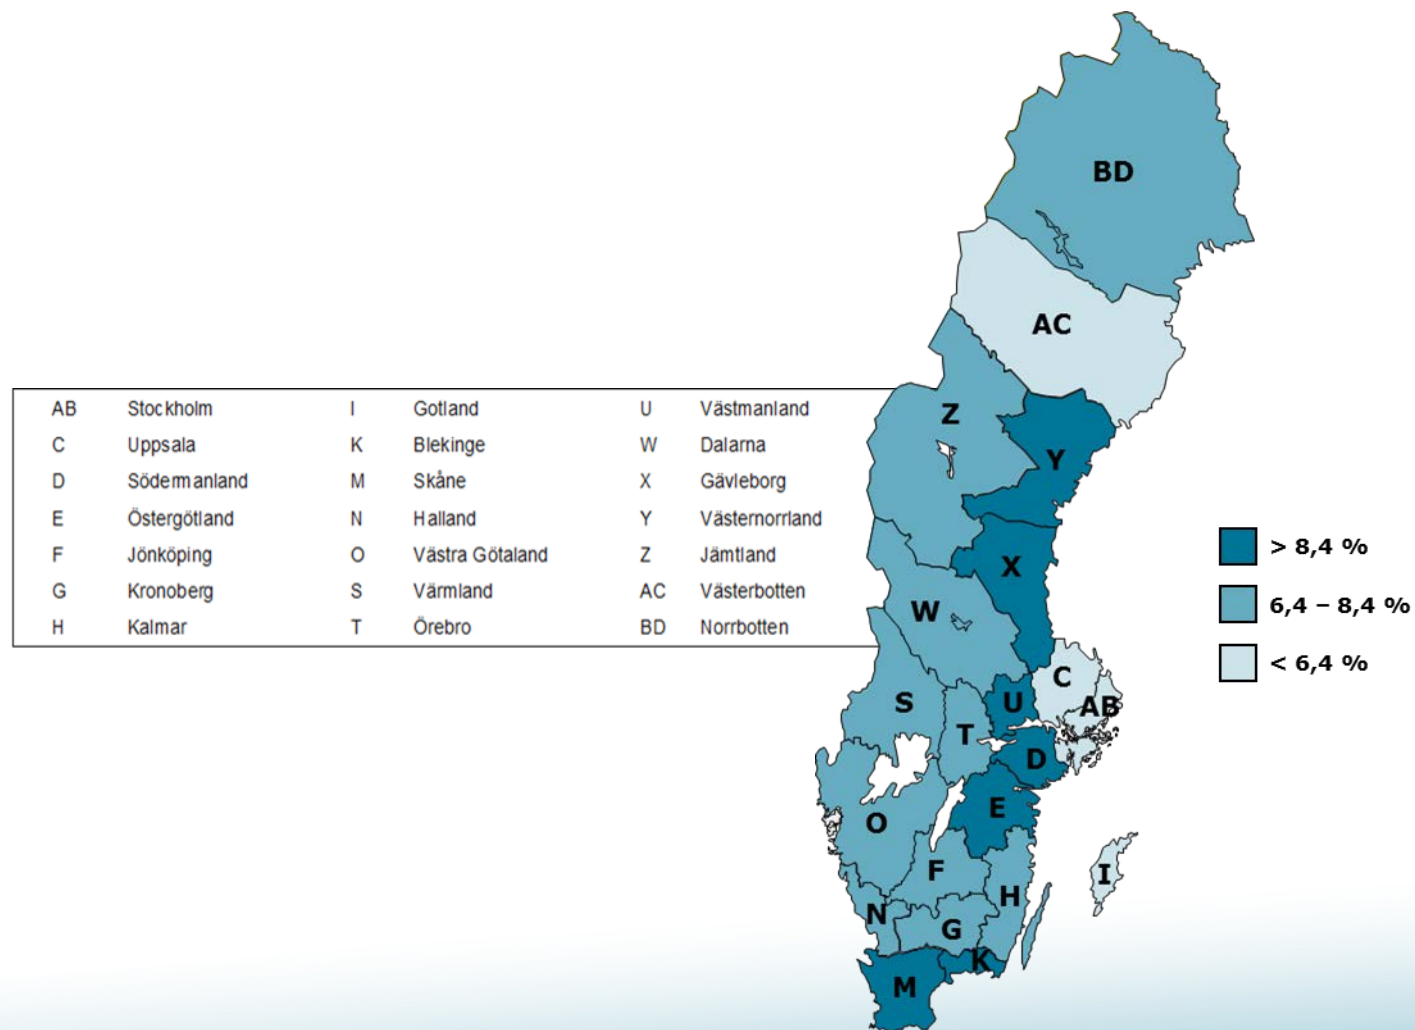 BD
AC
AB Stockholm I Gotland U Västmanland
C Uppsala K Blekinge W Dalarna
D Södermanland M Skåne X Gävleborg
E Östergötland N Halland Y Västernorrland
F Jönköping O Västra Götaland Z Jämtland
G Kronoberg S Värmland AC Västerbotten
H Kalmar T Örebro BD Norrbotten
Z
Y
X
W
> 8,4 %
6,4 – 8,4 %
< 6,4 %
C
S
U
AB
T
D
E
O
F
I
H
N
G
K
M